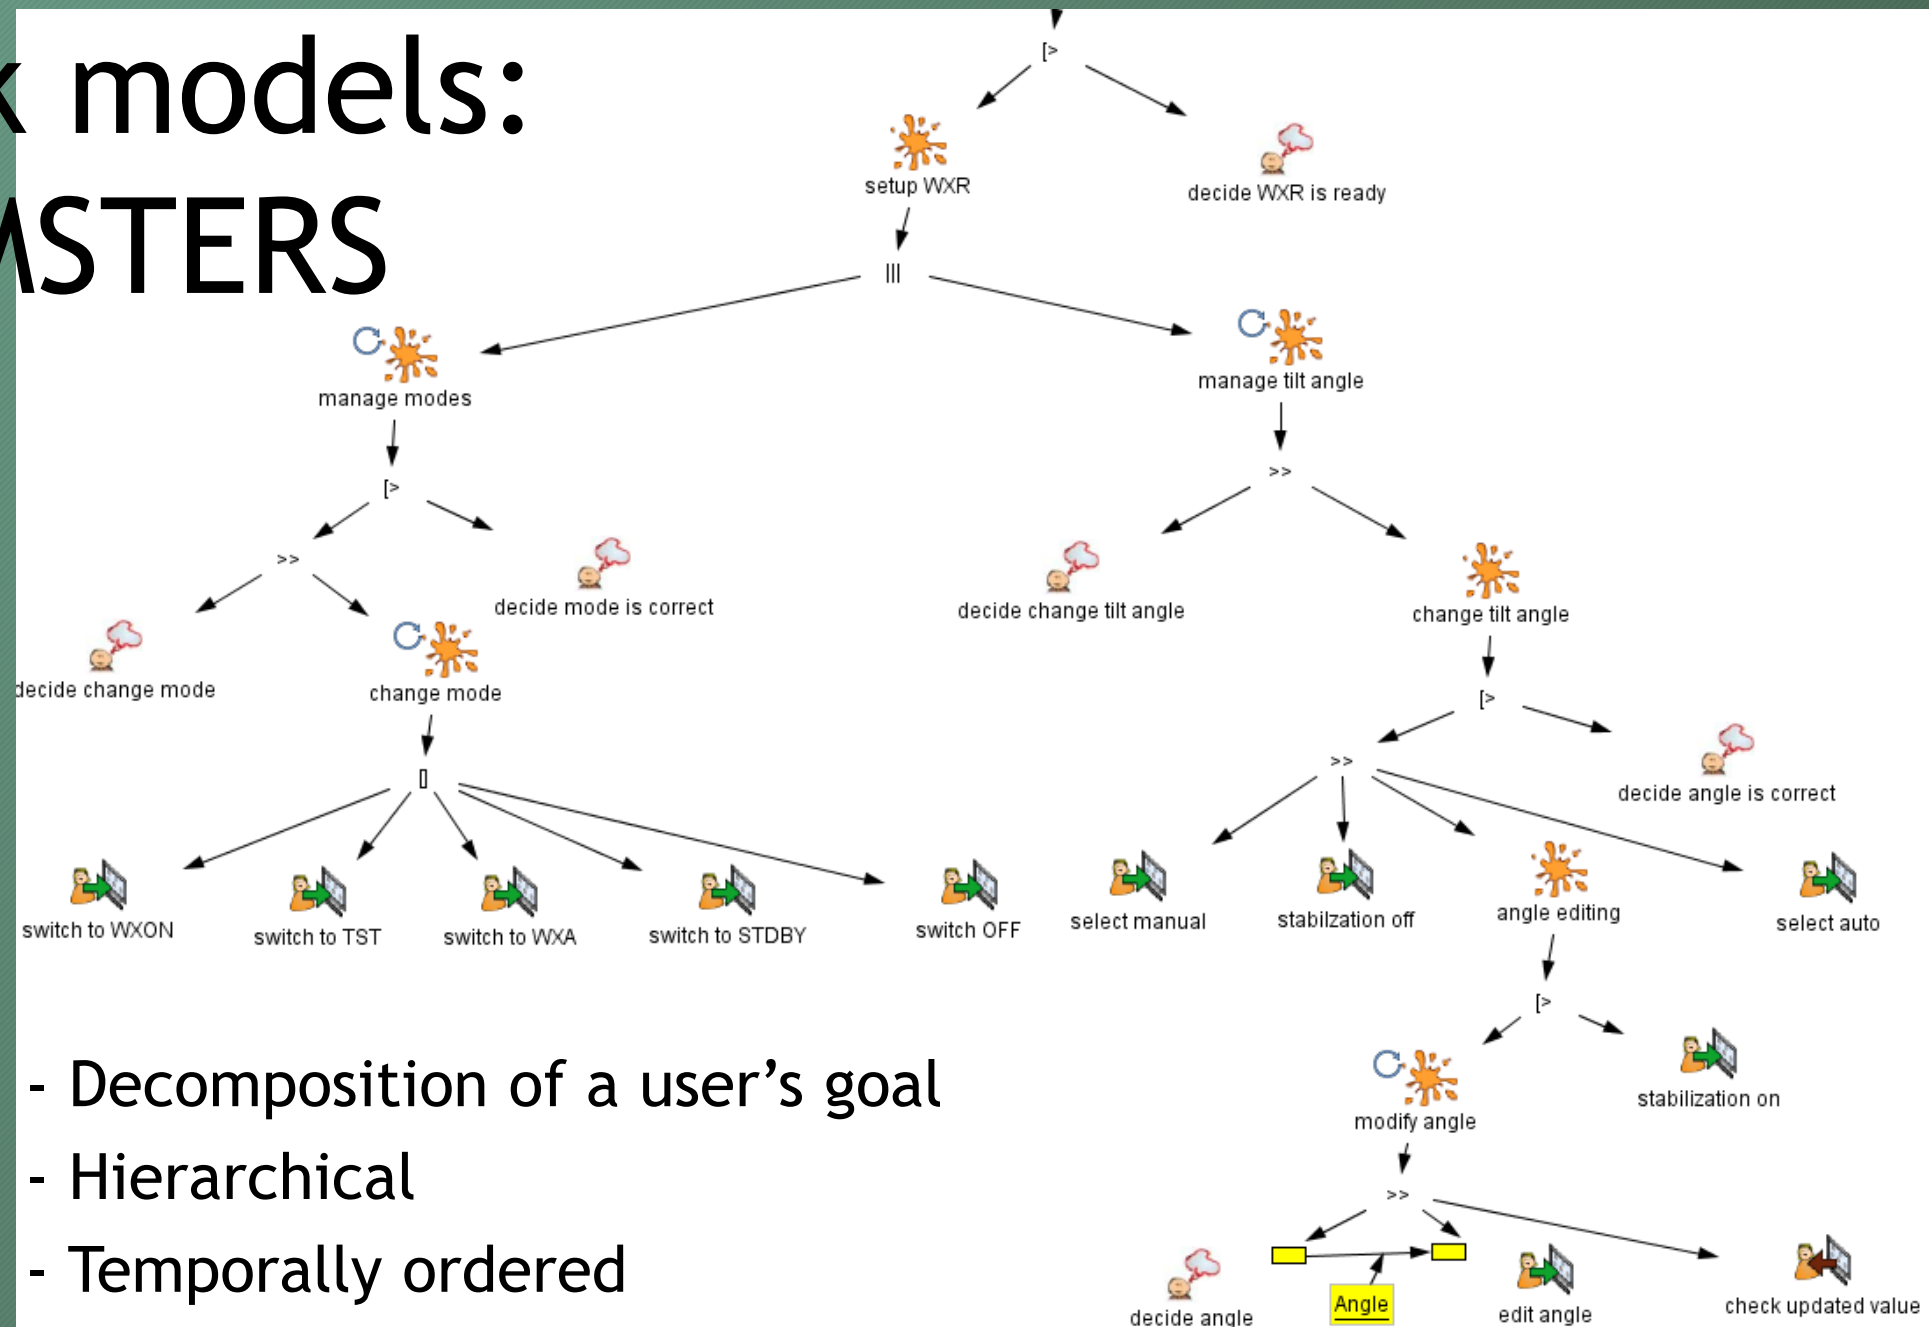 k models:
MSTERS
[>
setup WXR
decide WXR is ready
|||
manage modes
manage tilt angle
[>
>>
>>
decide mode is correct
decide change tilt angle
change tilt angle
decide change mode
change mode
[>
[]
>>
decide angle is correct
switch to WXON
switch to TST
switch to WXA
switch to STDBY
switch OFF
select manual
stabilzation off
angle editing
select auto
[>
modify angle
stabilization on
>>
decide angle
Angle
edit angle
check updated value
- Decomposition of a user’s goal
- Hierarchical
- Temporally ordered